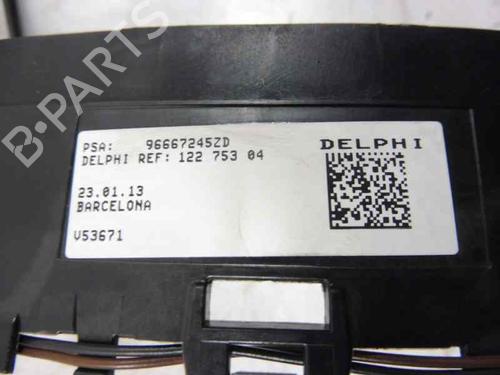 B-PARTS
PSA: 96667245ZD
DELPHI
DELPHI REF: 122 753 04
23.01.13
BARCELONA
V53671